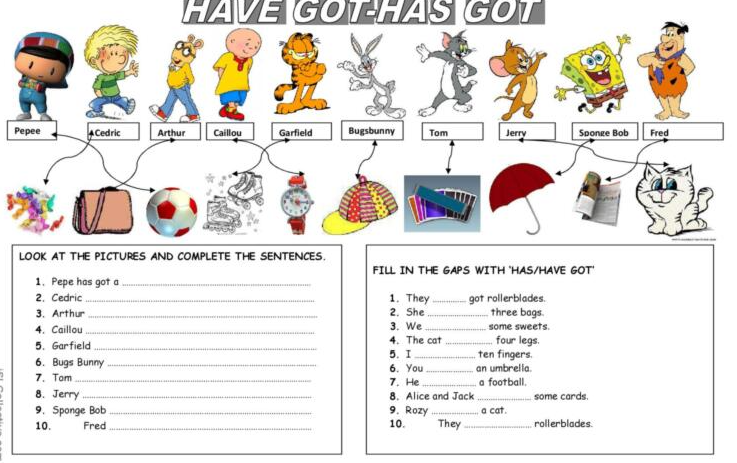 HAVE GOT-HAS GOT
Pepee
Cedric
Arthur
Caillou
Garfield
Bugsbunny
Tom
Jerry
Sponge Bob
Fred
LOOK AT THE PICTURES AND COMPLETE THE SENTENCES.
1. Pepe has got a ..........
2. Cedric ..........
3. Arthur ..........
4. Caillou ..........
5. Garfield ..........
6. Bugs Bunny ..........
7. Tom ..........
8. Jerry ..........
9. Sponge Bob ..........
10. Fred ..........
FILL IN THE GAPS WITH 'HAS/HAVE GOT'
1. They .......... got rollerblades.
2. She .......... three bags.
3. We .......... some sweets.
4. The cat .......... four legs.
5. I .......... ten fingers.
6. You .......... an umbrella.
7. He .......... a football.
8. Alice and Jack .......... some cards.
9. Rozy .......... a cat.
10. They .......... rollerblades.